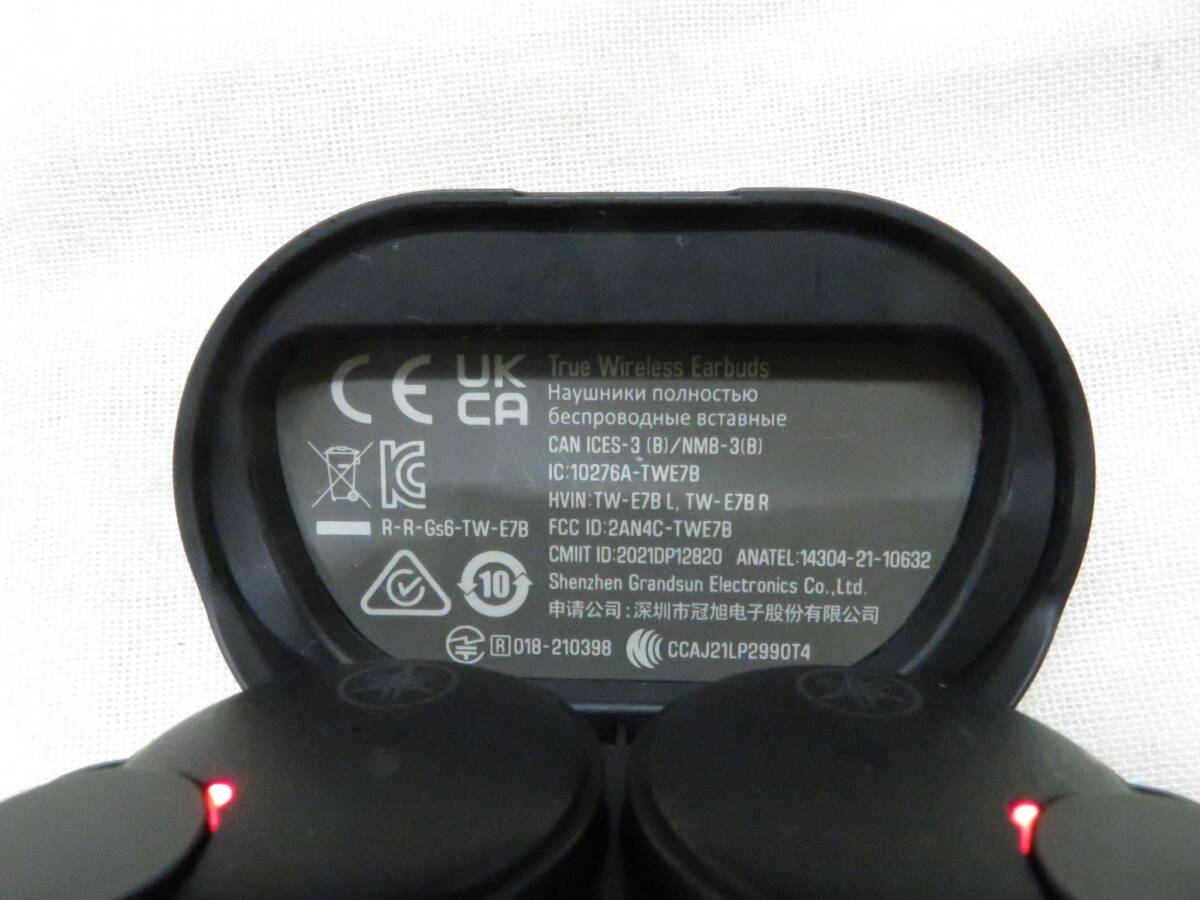 CE UK CA
True Wireless Earbuds
Наушники полностью
беспроводные вставные
CAN ICES-3 (B)/NMB-3(B)
IC:10276A-TWE7B
HVIN:TW-E7B L, TW-E7B R
R-R-Gs6-TW-E7B FCC ID:2AN4C-TWE7B
CMIIT ID:2021DP12820 ANATEL:14304-21-10632
10 Shenzhen Grandsun Electronics Co.,Ltd.
申请公司:深圳市冠旭电子股份有限公司
R 018-210398 CCAJ21LP2990T4